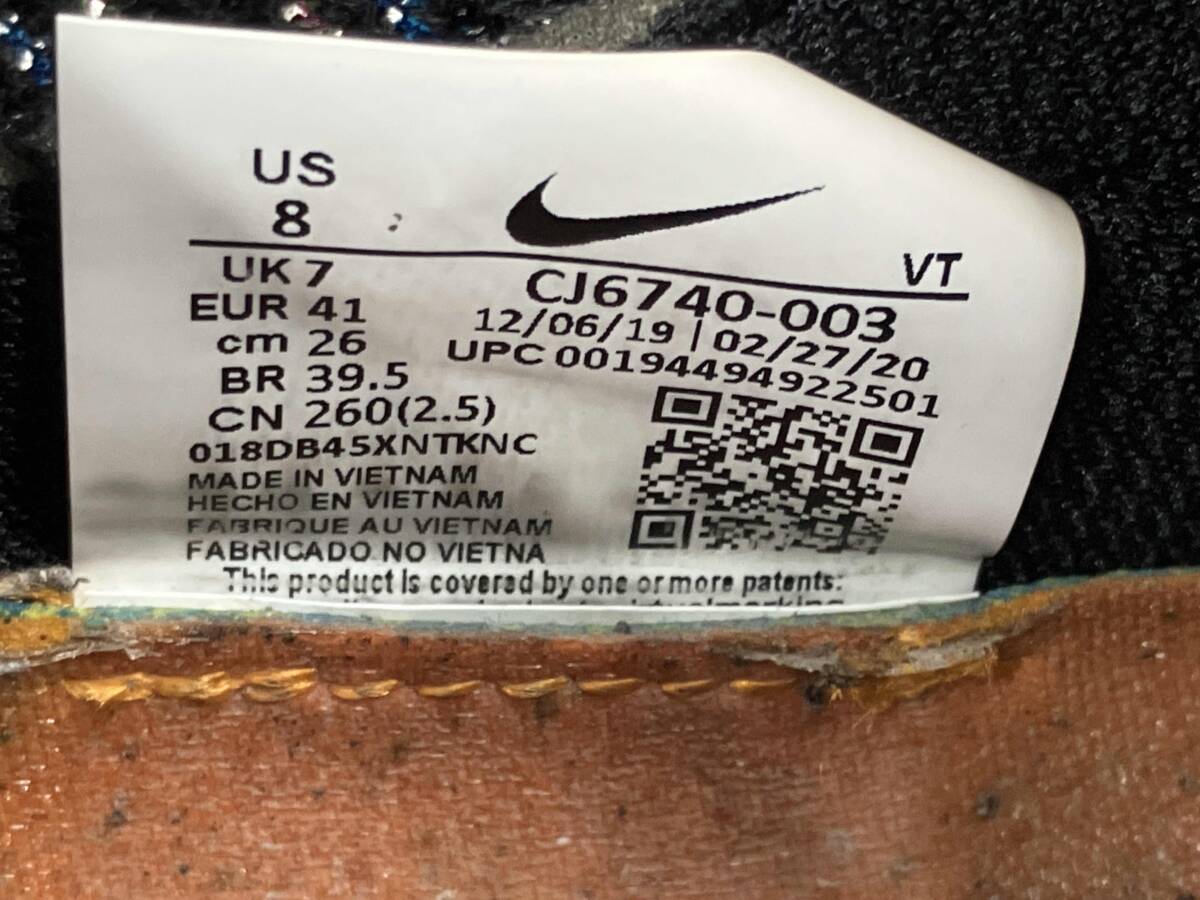 US
8
VT
UK 7
EUR 41
cm 26
BR 39.5
CN 260(2.5)
018DB45XNTKNC
MADE IN VIETNAM
HECHO EN VIETNAM
FABRIQUE AU VIETNAM
FABRICADO NO VIETNA
CJ6740-003
12/06/19 | 02/27/20
UPC 00194494922501
This product is covered by one or more patents: